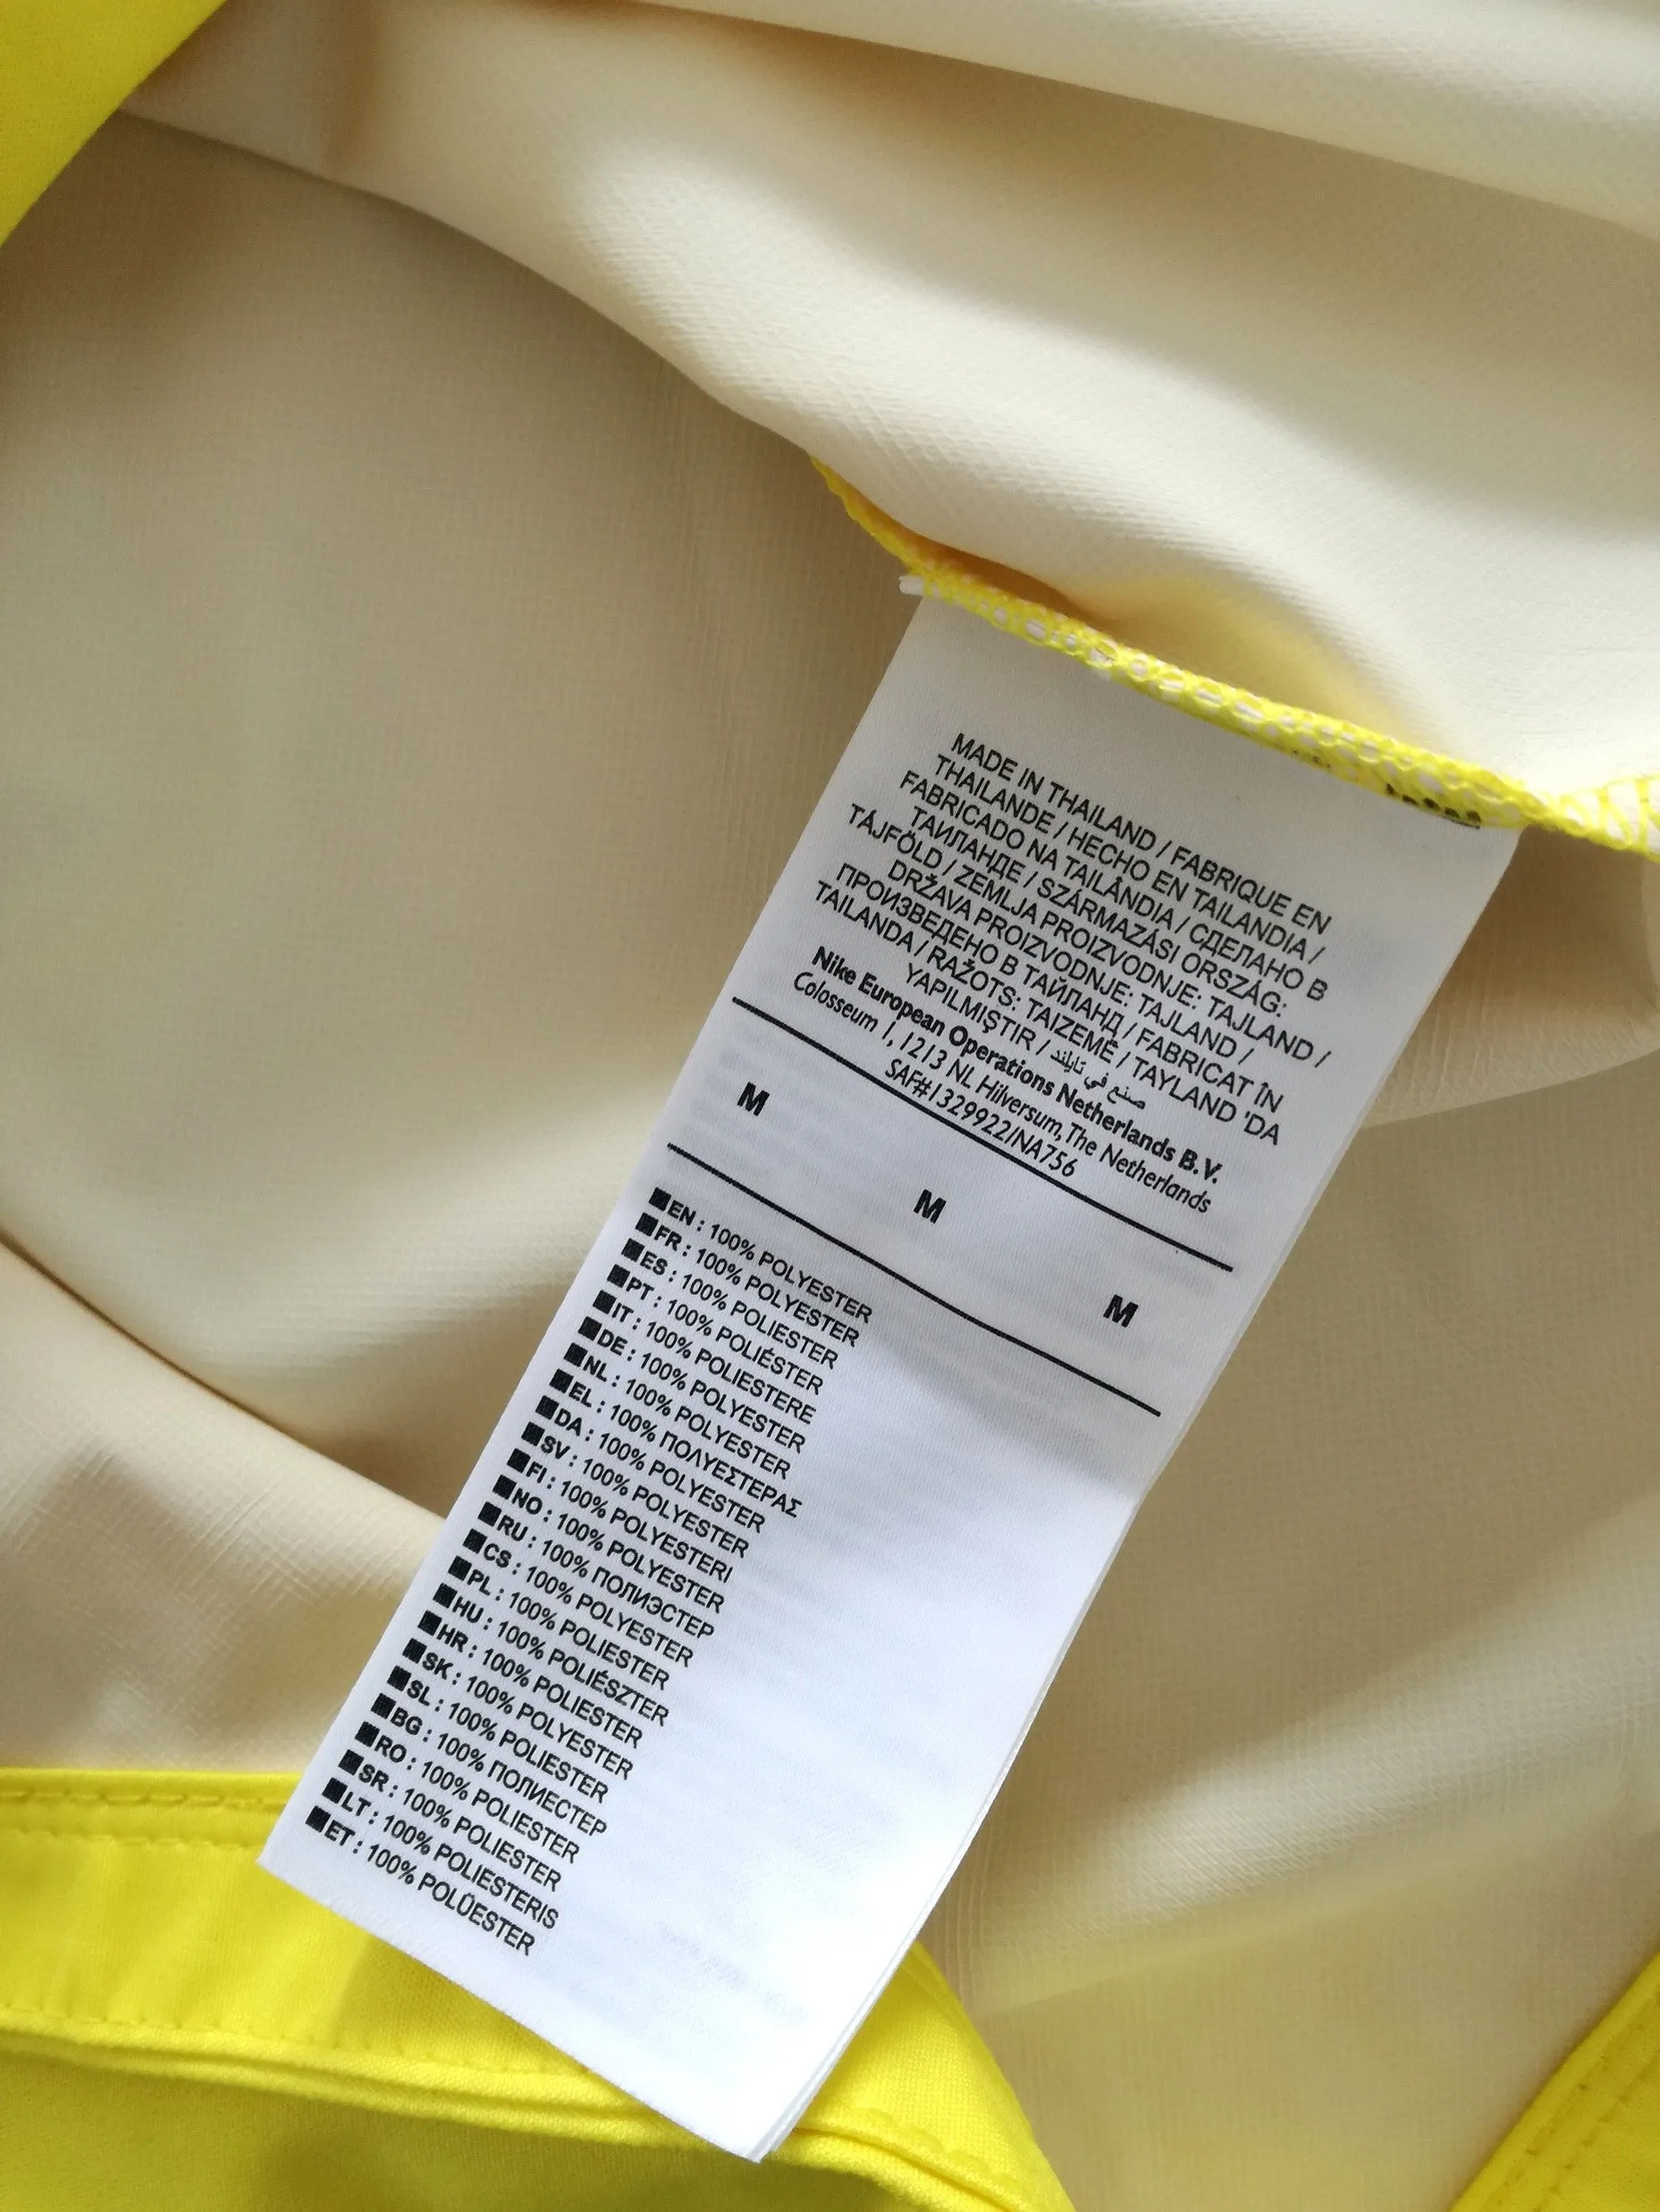 MADE IN THAILAND / FABRIQUE EN
THAILANDE / HECHO EN TAILANDIA /
FABRICADO NA TAILÂNDIA / СДЕЛАНО В
ТАИЛАНДЕ / SZÁRMAZÁSI ORSZÁG:
TÁJFÖLD / ZEMLJA PROIZVODNJE: TAJLAND /
DRŽAVA PROIZVODNJE: TAJLAND /
ПРОИЗВЕДЕНО В ТАЙЛАНД / FABRICAT ÎN
TAILANDA / RAŽOTS: TAIZEMĒ / TAYLAND 'DA
YAPILMIŞTIR / صنع في تايلند
Nike European Operations Netherlands B.V.
Colosseum 1, 1213 NL Hilversum, The Netherlands
SAF#1329922/NA756
M M M
EN : 100% POLYESTER
FR : 100% POLYESTER
ES : 100% POLIESTER
PT : 100% POLIÉSTER
IT : 100% POLIESTERE
DE : 100% POLYESTER
NL : 100% POLYESTER
EL : 100% ΠΟΛΥΕΣΤΕΡΑΣ
DA : 100% POLYESTER
SV : 100% POLYESTER
FI : 100% POLYESTERI
NO : 100% POLYESTER
RU : 100% ПОЛИЭСТЕР
CS : 100% POLYESTER
PL : 100% POLIESTER
HU : 100% POLIÉSZTER
HR : 100% POLIESTER
SK : 100% POLYESTER
SL : 100% POLIESTER
BG : 100% ПОЛИЕСТЕР
RO : 100% POLIESTER
SR : 100% POLIESTER
LT : 100% POLIESTERIS
ET : 100% POLÜESTER